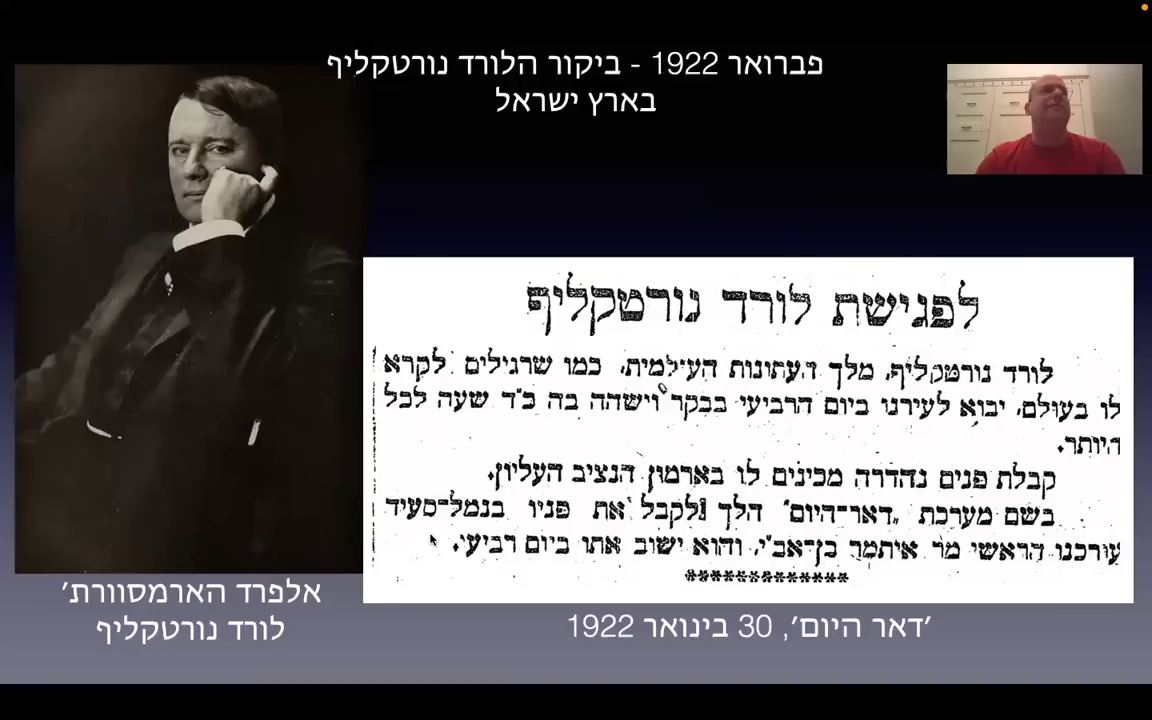 פברואר 1922 - ביקור הלורד נורטקליף
בארץ ישראל
לפגישת לורד נורטקליף
לורד נורטקליף, מלך העתונות העולמית, כמו שרגילים לקרא
לו בעולם, יבוא לעירנו ביום הרביעי בבקר וישהה בה כ״ד שעה לכל
היותר.
קבלת פנים נהדרה מכינים לו בארמון הנציב העליון.
בשם מערכת „דאר־היום״ הלך לקבל את פניו בנמל־סעיד
עורכנו הראשי מר איתמר בן־אב״י, והוא ישוב אתו ביום רביעי.
*************
אלפרד הארמסוורת׳
לורד נורטקליף
׳דאר היום׳, 30 בינואר 1922